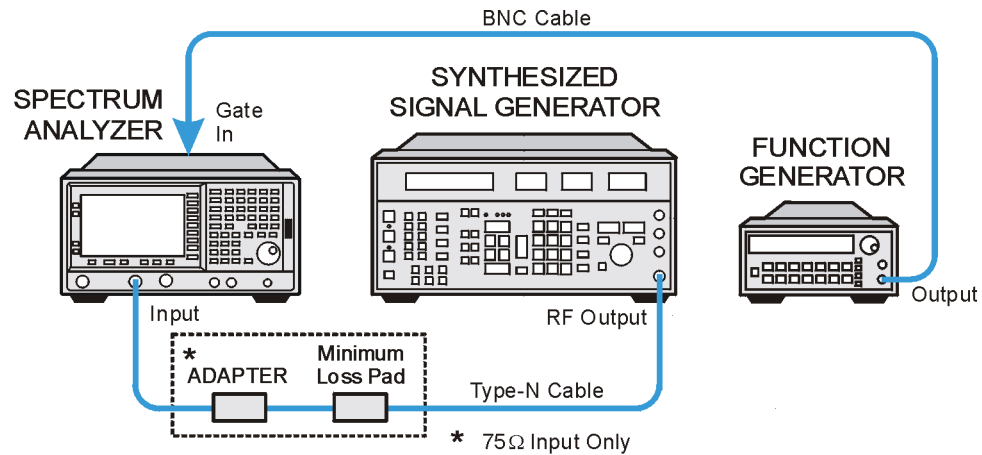 BNC Cable
SPECTRUM
ANALYZER
Gate
In
SYNTHESIZED
SIGNAL GENERATOR
FUNCTION
GENERATOR
Input
RF Output
Output
*
ADAPTER
Minimum
Loss Pad
Type-N Cable
* 75Ω Input Only